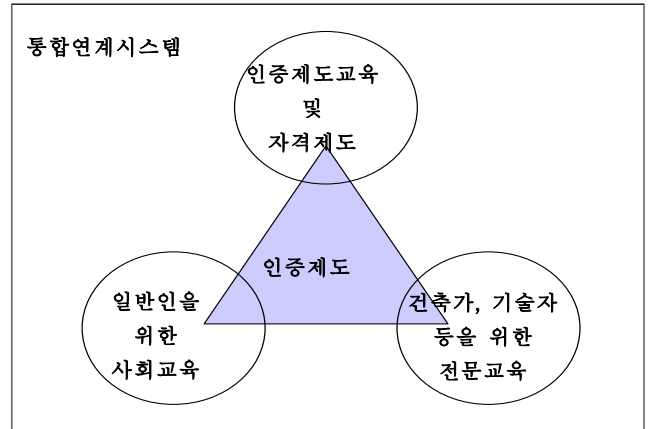 통합연계시스템
인증제도교육
및
자격제도
인증제도
일반인을
위한
사회교육
건축가, 기술자
등을 위한
전문교육